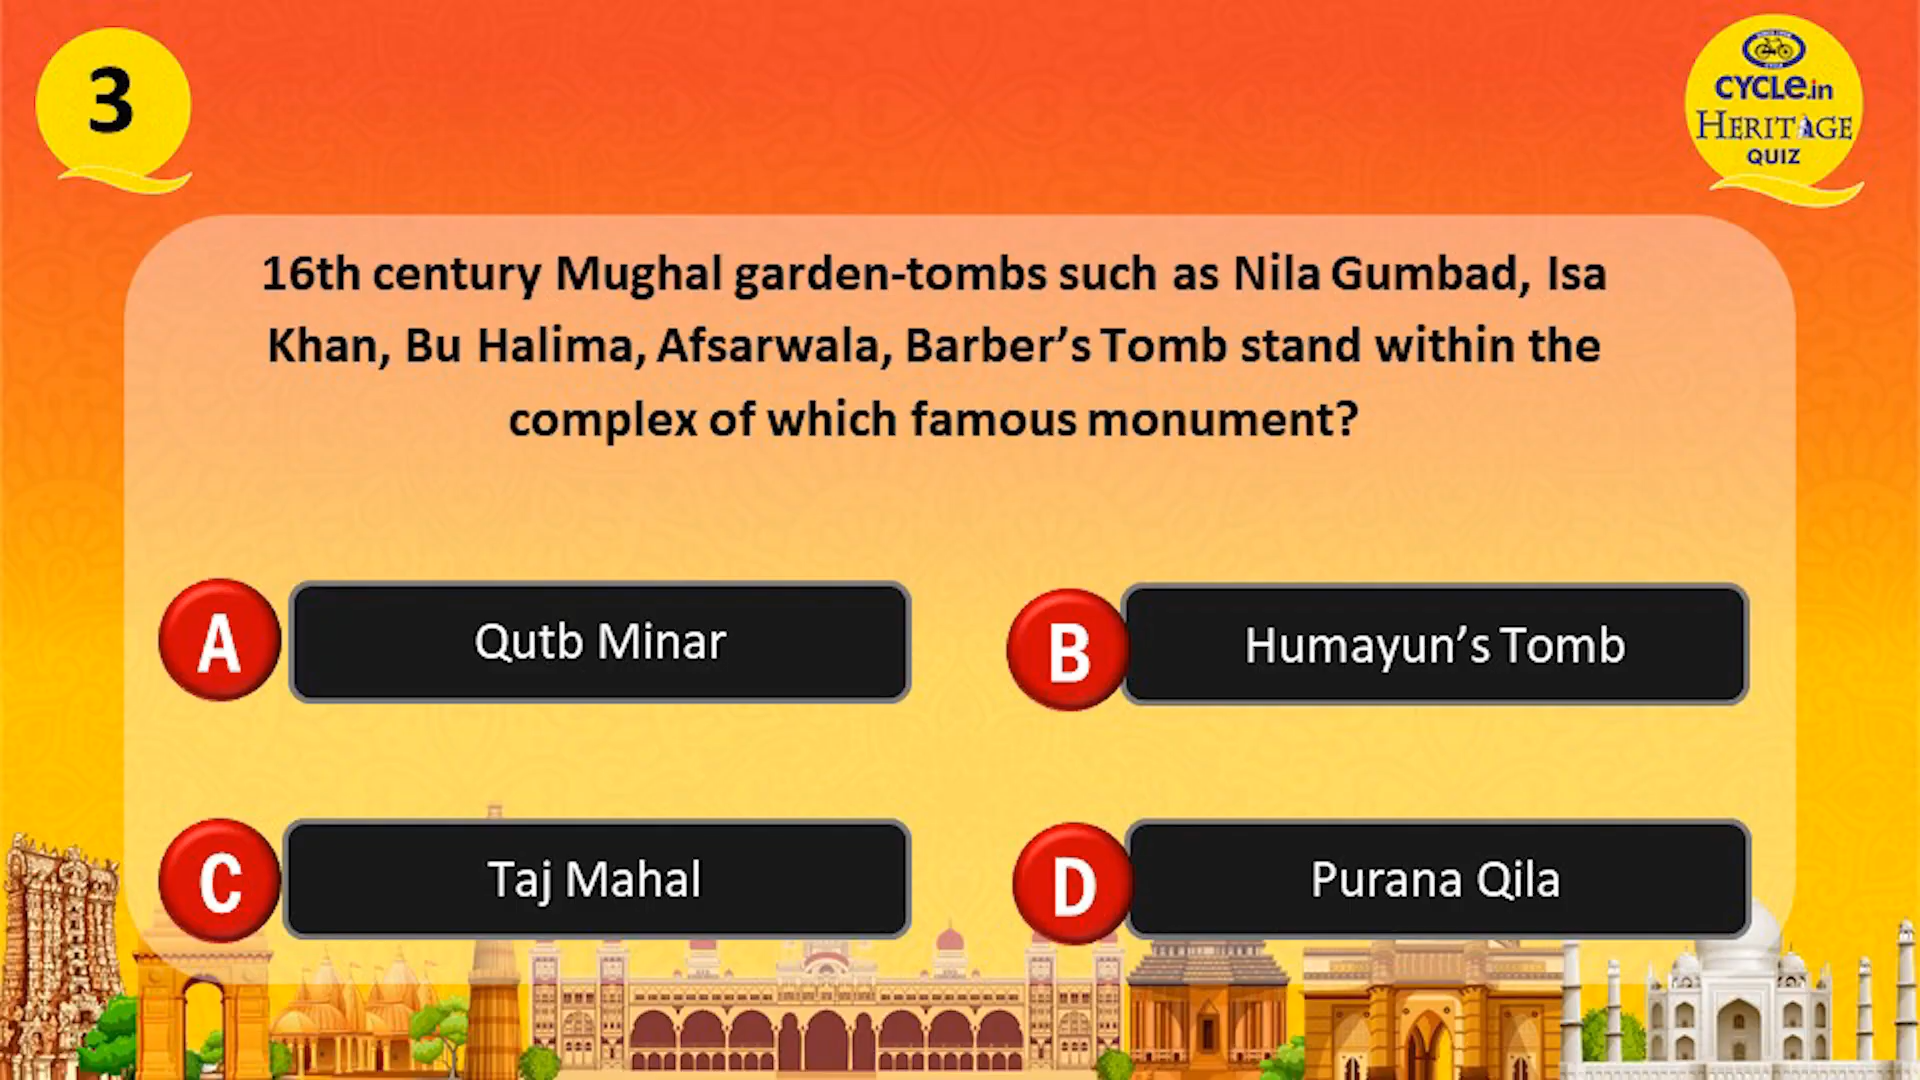 3
CYCLE.in
HERITAGE
QUIZ
16th century Mughal garden-tombs such as Nila Gumbad, Isa
Khan, Bu Halima, Afsarwala, Barber’s Tomb stand within the
complex of which famous monument?
A Qutb Minar
B Humayun’s Tomb
C Taj Mahal
D Purana Qila